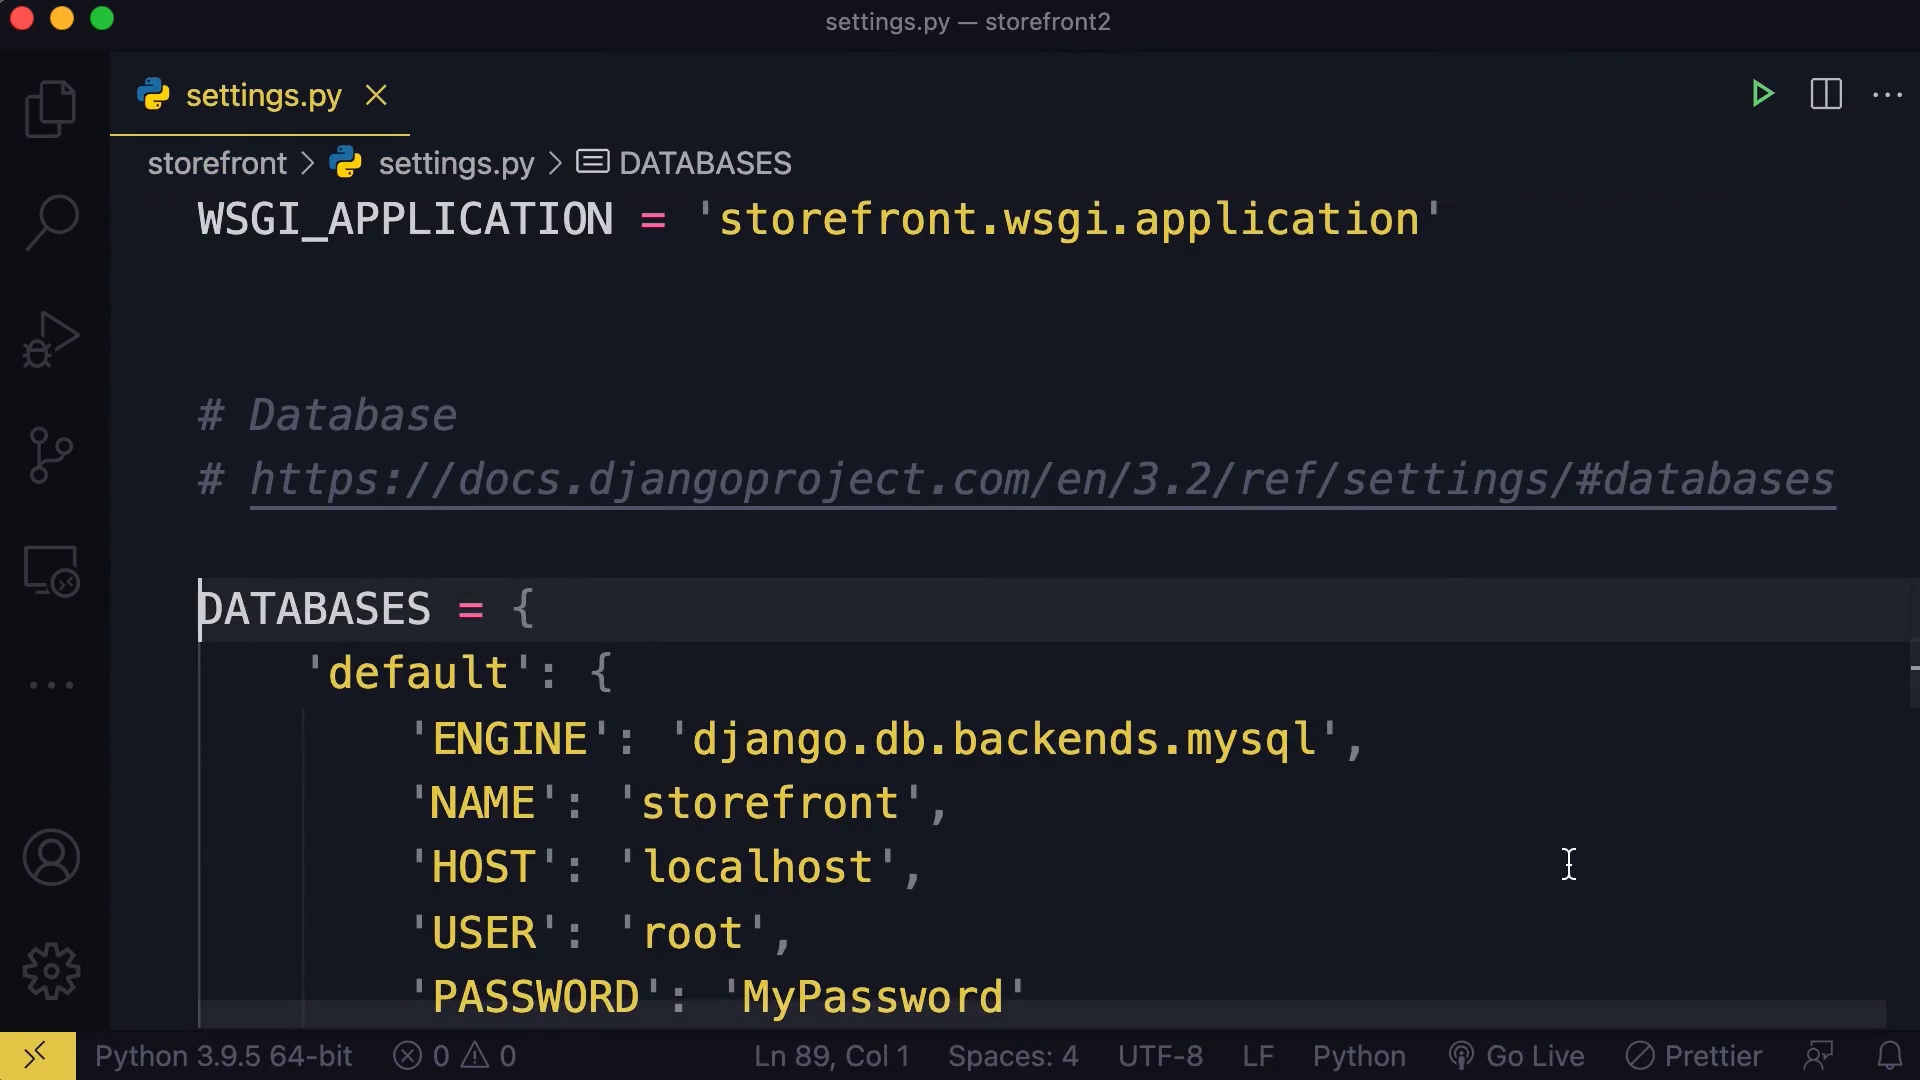 settings.py — storefront2
settings.py
storefront > settings.py > DATABASES
WSGI_APPLICATION = 'storefront.wsgi.application'
# Database
# https://docs.djangoproject.com/en/3.2/ref/settings/#databases
DATABASES = {
    'default': {
        'ENGINE': 'django.db.backends.mysql',
        'NAME': 'storefront',
        'HOST': 'localhost',
        'USER': 'root',
        'PASSWORD': 'MyPassword'
Python 3.9.5 64-bit 0 0 Ln 89, Col 1 Spaces: 4 UTF-8 LF Python Go Live Prettier